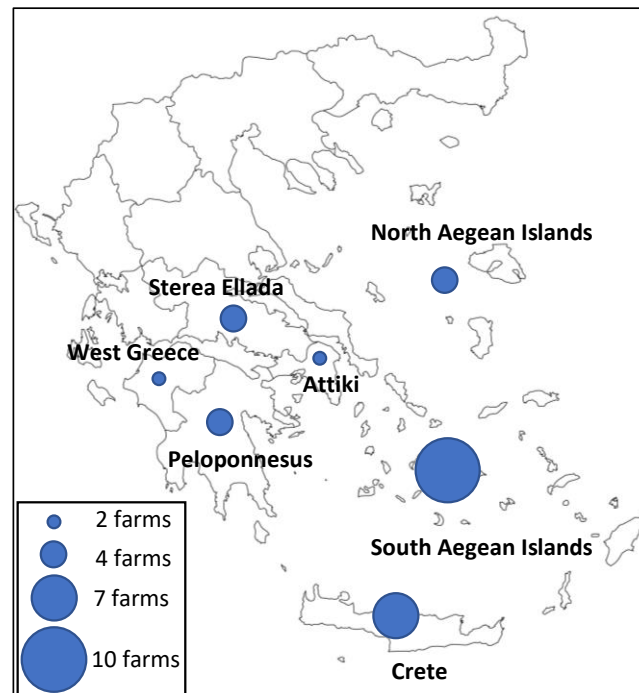 North Aegean Islands
Sterea Ellada
West Greece
Attiki
Peloponnesus
South Aegean Islands
Crete
2 farms
4 farms
7 farms
10 farms